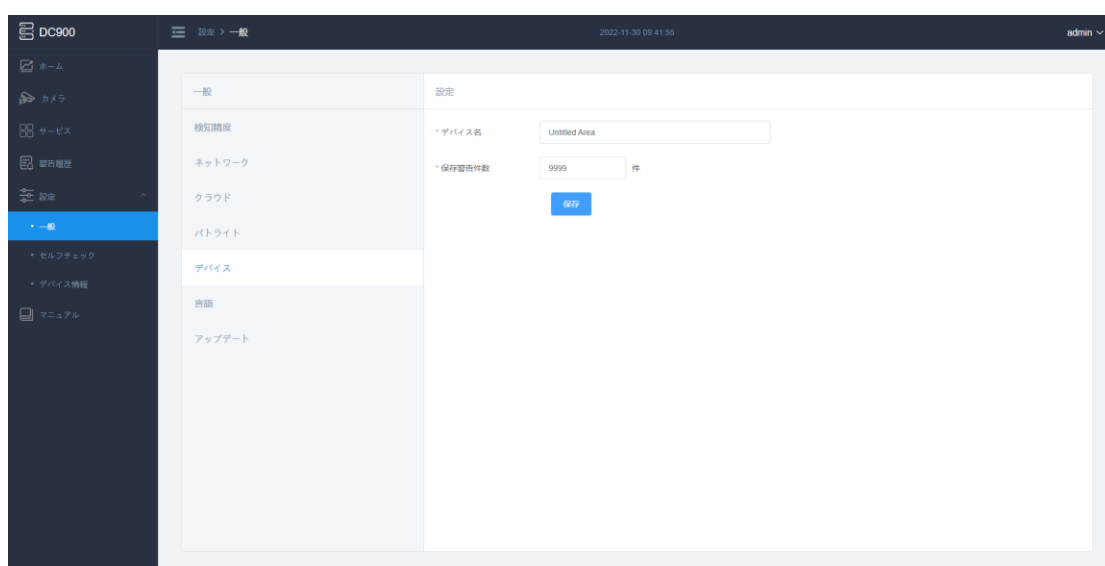 DC900
設定 > 一般
2022-11-30 09:41:55
admin
ホーム
カメラ
サービス
警告履歴
設定
・ 一般
・ セルフチェック
・ デバイス情報
マニュアル
一般
検知精度
ネットワーク
クラウド
パトライト
デバイス
言語
アップデート
設定
* デバイス名 Untitled Area
* 保存警告件数 9999 件
保存